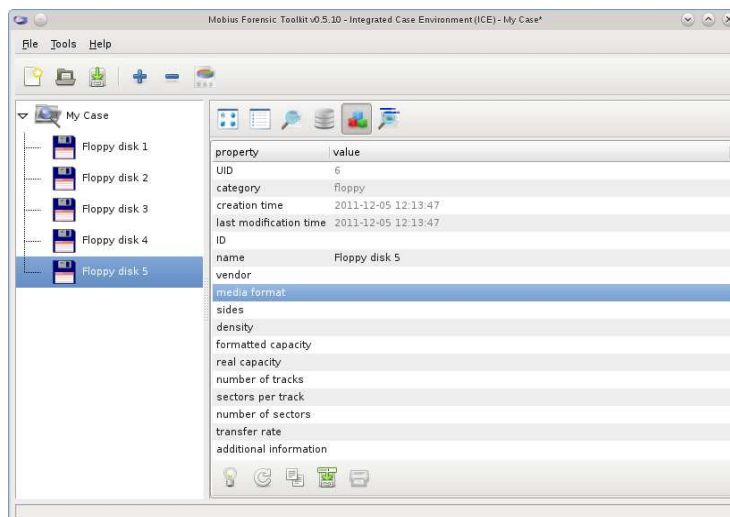 Mobius Forensic Toolkit v0.5.10 - Integrated Case Environment (ICE) - My Case*
File Tools Help
My Case
Floppy disk 1
Floppy disk 2
Floppy disk 3
Floppy disk 4
Floppy disk 5
property value
UID 6
category floppy
creation time 2011-12-05 12:13:47
last modification time 2011-12-05 12:13:47
ID
name Floppy disk 5
vendor
media format
sides
density
formatted capacity
real capacity
number of tracks
sectors per track
number of sectors
transfer rate
additional information